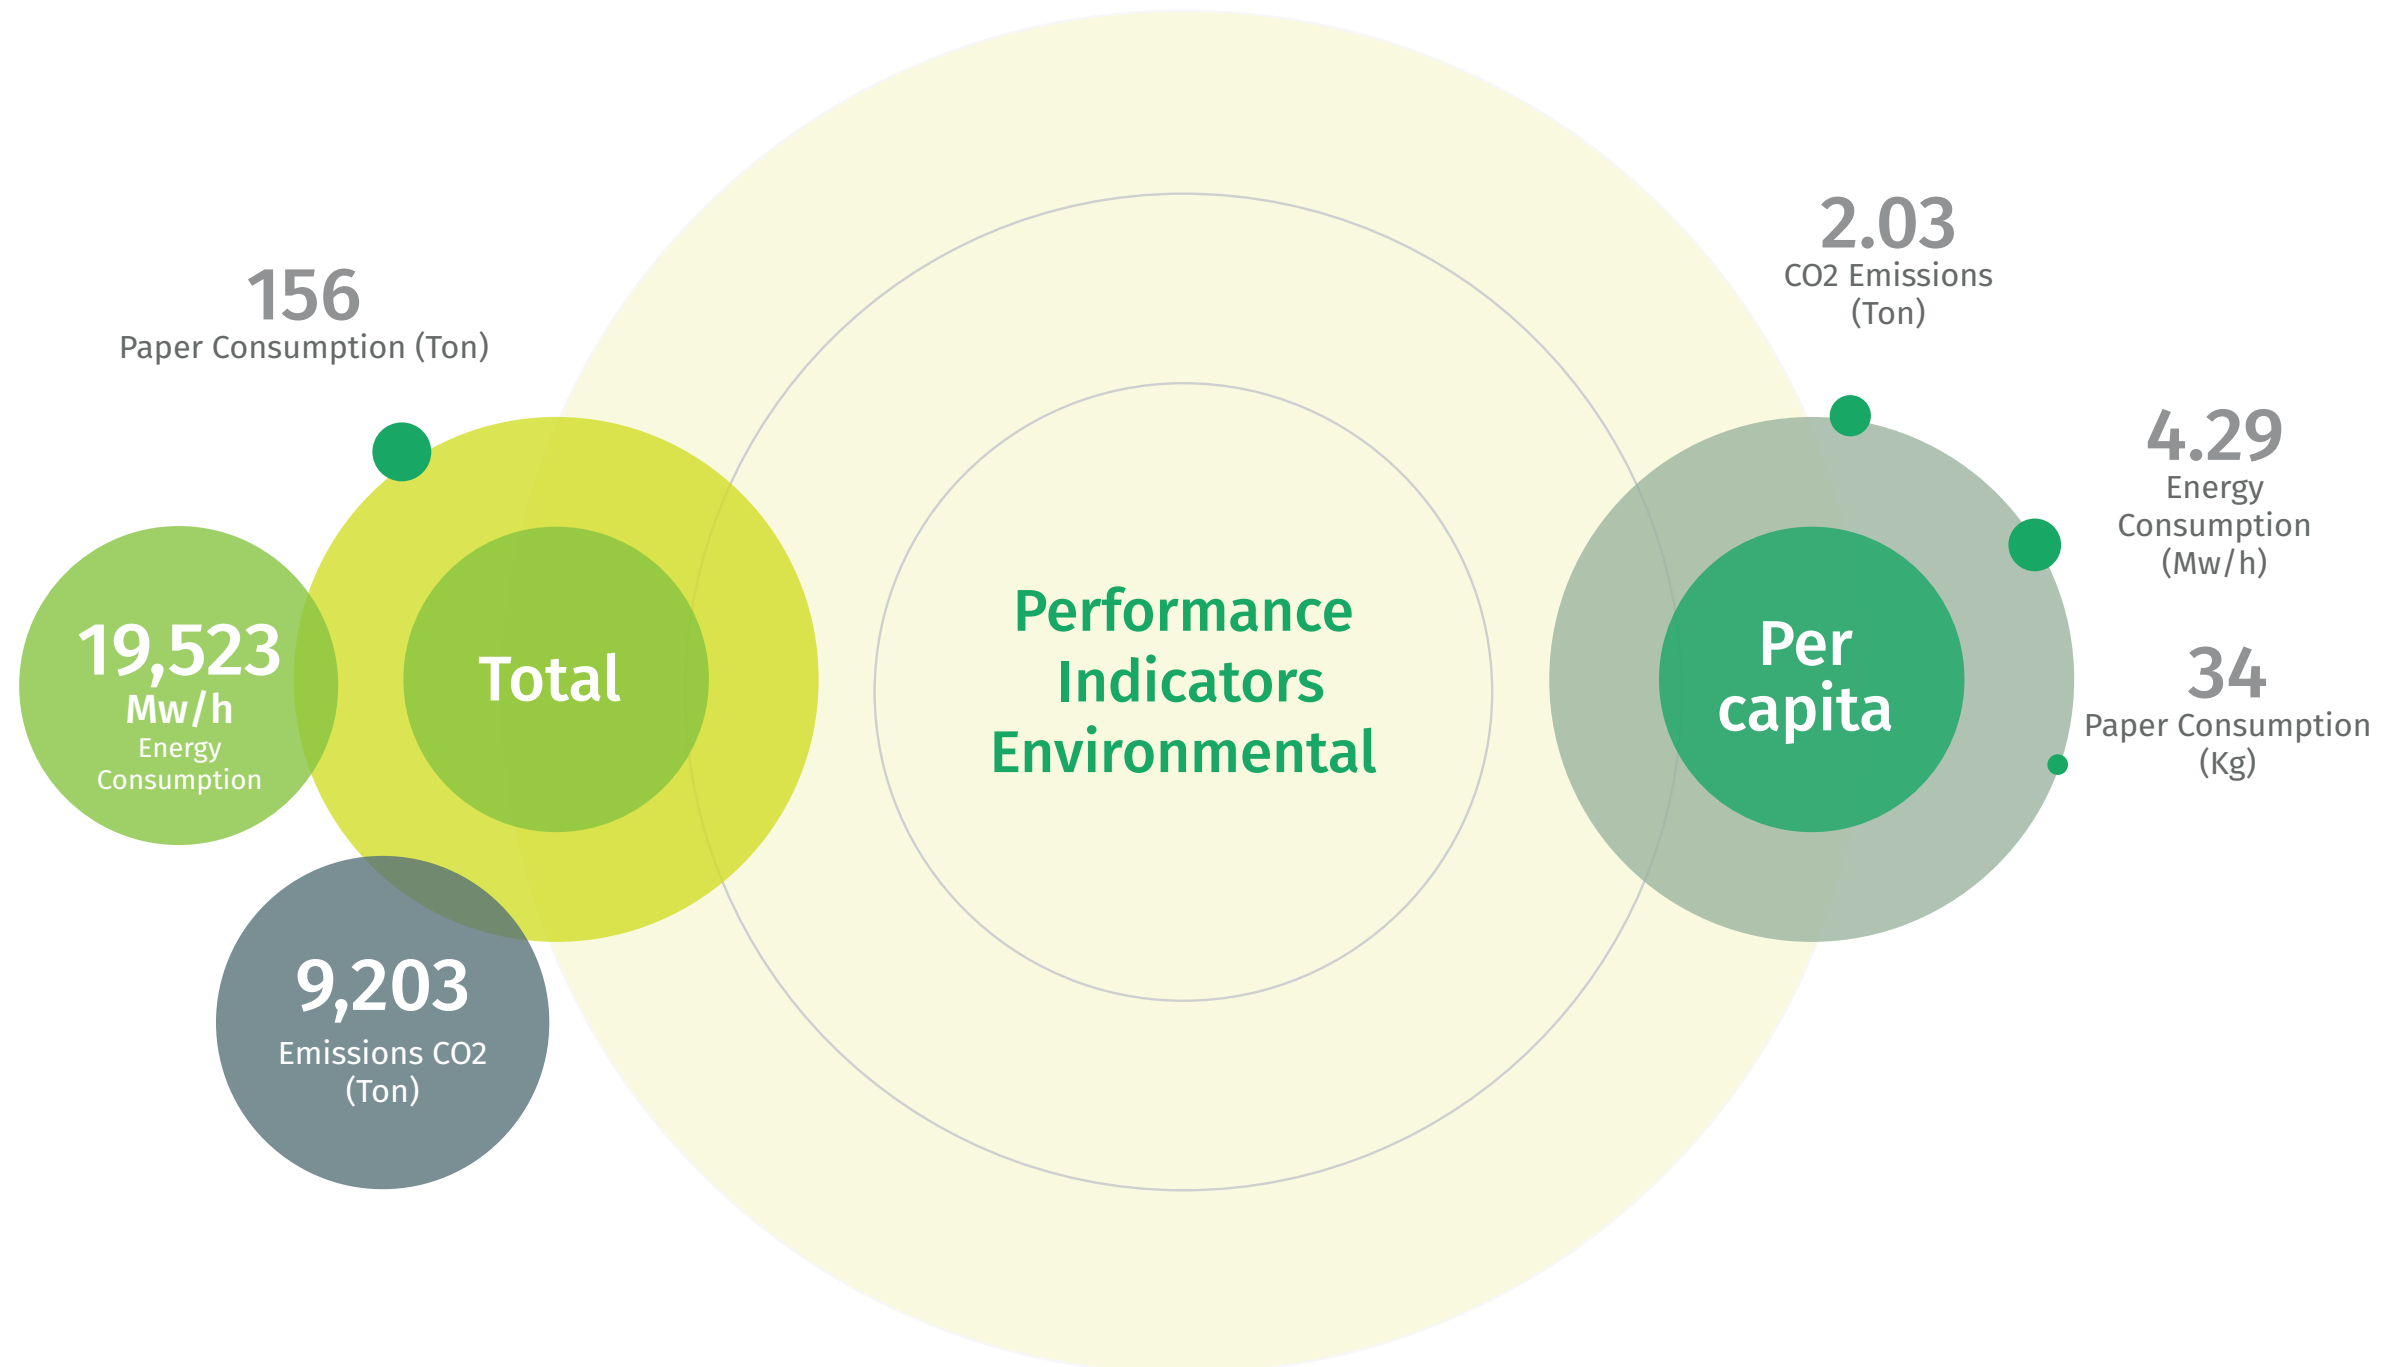 156
Paper Consumption (Ton)
19,523
Mw/h
Energy
Consumption
Total
9,203
Emissions CO2
(Ton)
Performance
Indicators
Environmental
2.03
CO2 Emissions
(Ton)
4.29
Energy
Consumption
(Mw/h)
Per
capita
34
Paper Consumption
(Kg)